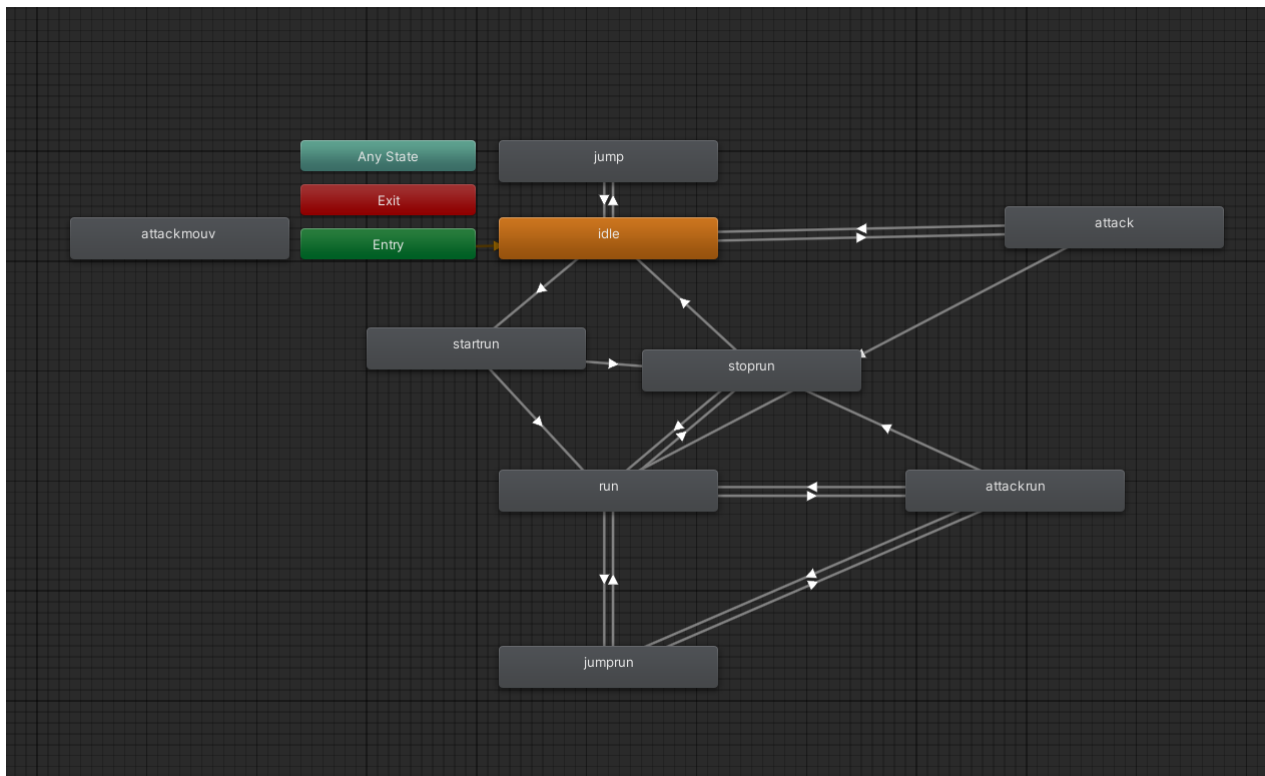 Any State
jump
Exit
attackmouv
Entry
idle
attack
startrun
stoprun
run
attackrun
jumprun